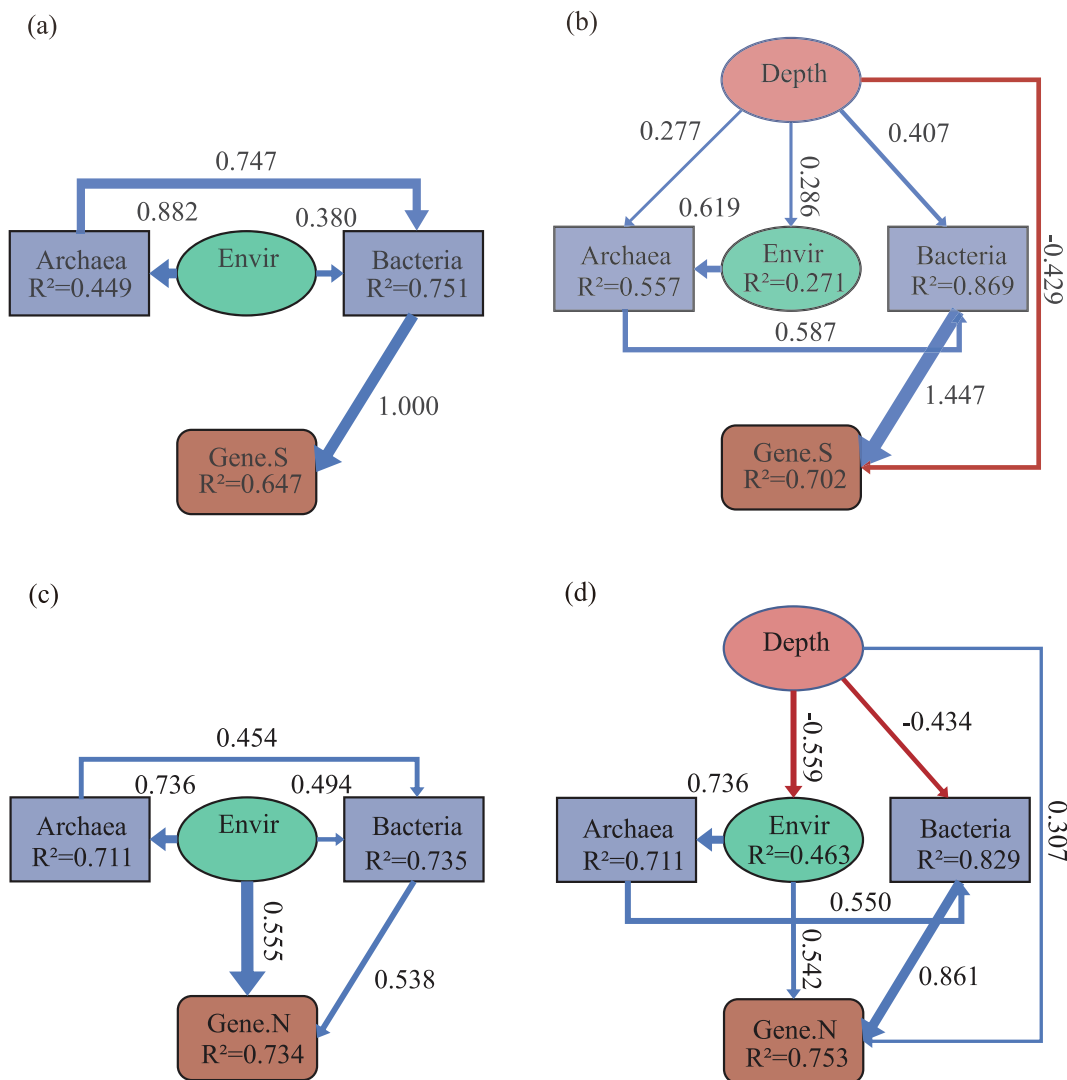 (a)
0.747
0.882
0.380
Archaea
R²=0.449
Envir
Bacteria
R²=0.751
1.000
Gene.S
R²=0.647
(b)
Depth
0.277
0.286
0.407
0.619
Archaea
R²=0.557
Envir
R²=0.271
Bacteria
R²=0.869
-0.429
0.587
1.447
Gene.S
R²=0.702
(c)
0.454
0.736
0.494
Archaea
R²=0.711
Envir
Bacteria
R²=0.735
0.555
0.538
Gene.N
R²=0.734
(d)
Depth
-0.559
-0.434
0.736
Archaea
R²=0.711
Envir
R²=0.463
Bacteria
R²=0.829
0.307
0.550
0.542
0.861
Gene.N
R²=0.753